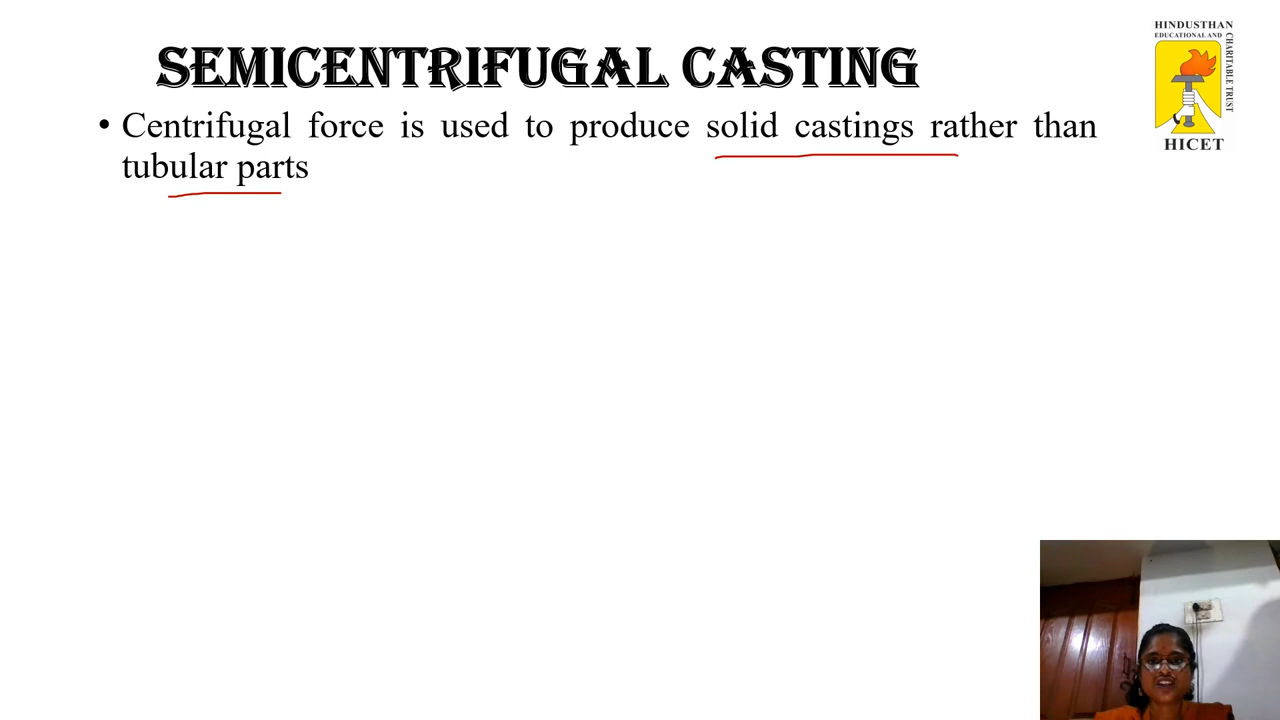 SEMICENTRIFUGAL CASTING
• Centrifugal force is used to produce solid castings rather than
tubular parts
HINDUSTHAN
EDUCATIONAL AND
CHARITABLE TRUST
HICET